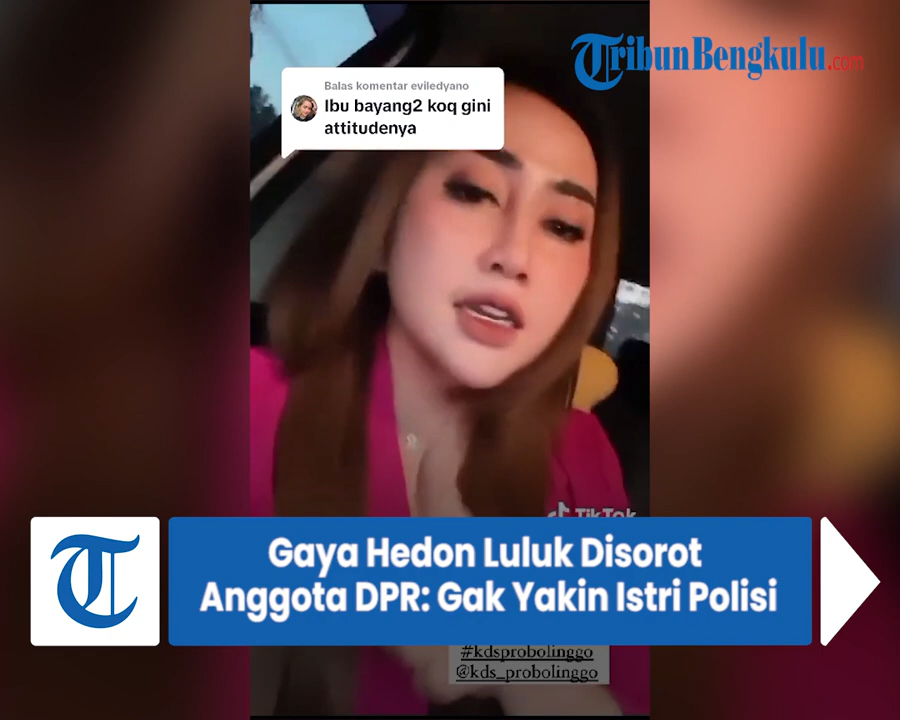 TribunBengkulu.com
Balas komentar eviledyano
Ibu bayang2 koq gini
attitudenya
TikTok
Gaya Hedon Luluk Disorot
Anggota DPR: Gak Yakin Istri Polisi
#kdsprobolinggo
@kds_probolinggo